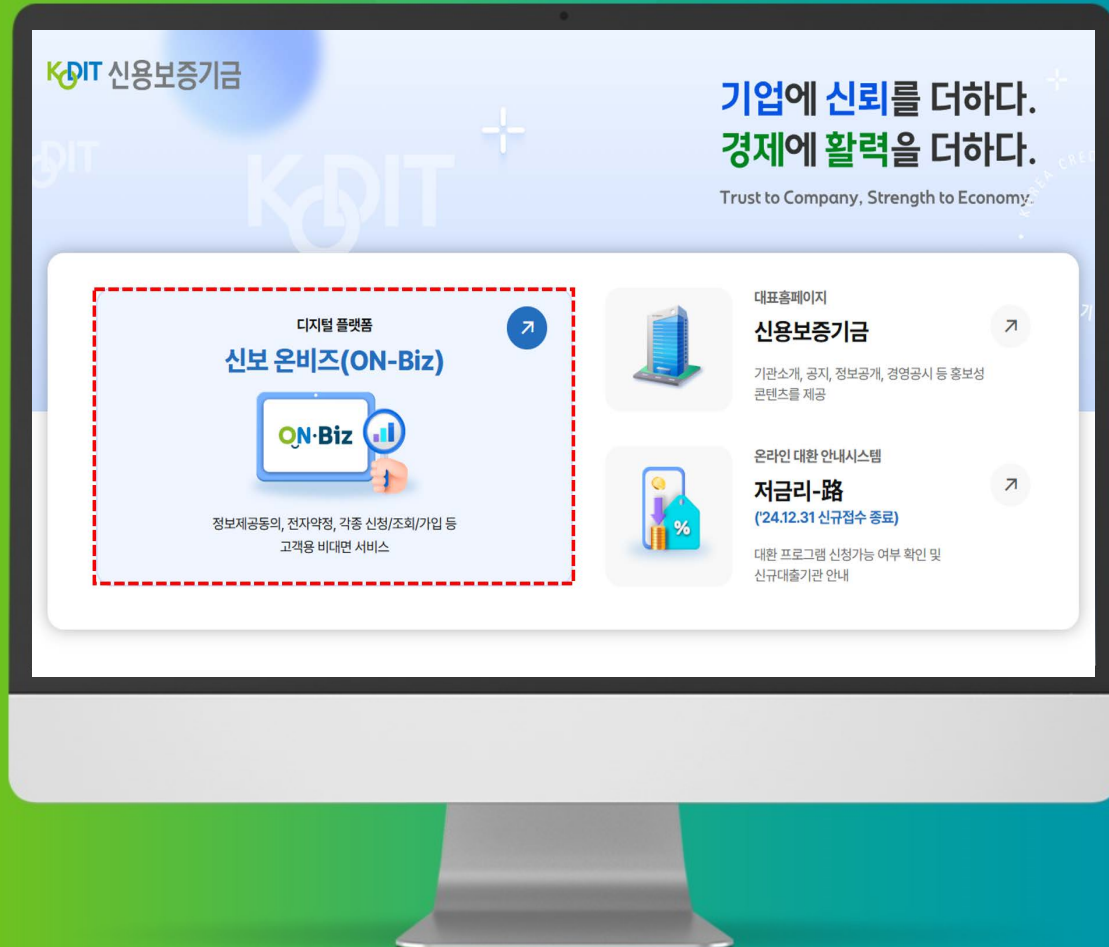 KODIT 신용보증기금
기업에 신뢰를 더하다.
경제에 활력을 더하다.
Trust to Company, Strength to Economy.
KODIT
디지털 플랫폼
신보 온비즈(ON-Biz)
ON·Biz
정보제공동의, 전자약정, 각종 신청/조회/가입 등
고객용 비대면 서비스
대표홈페이지
신용보증기금
기관소개, 공지, 정보공개, 경영공시 등 홍보성
콘텐츠를 제공
온라인 대환 안내시스템
저금리-路
('24.12.31 신규접수 종료)
%
대환 프로그램 신청가능 여부 확인 및
신규대출기관 안내